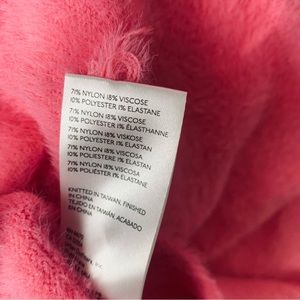 71% NYLON 18% VISCOSE
10% POLYESTER 1% ELASTANE
71% NYLON 18% VISCOSE
10% POLYESTER 1% ELASTHANNE
71% NYLON 18% VISKOSE
10% POLYESTER 1% ELASTAN
71% NYLON 18% VISCOSA
10% POLIESTERE 1% ELASTAN
71% NYLON 18% VISCOSA
10% POLIÉSTER 1% ELASTANE
KNITTED IN TAIWAN, FINISHED
IN CHINA
TEJIDO EN TAIWÁN, ACABADO
EN CHINA